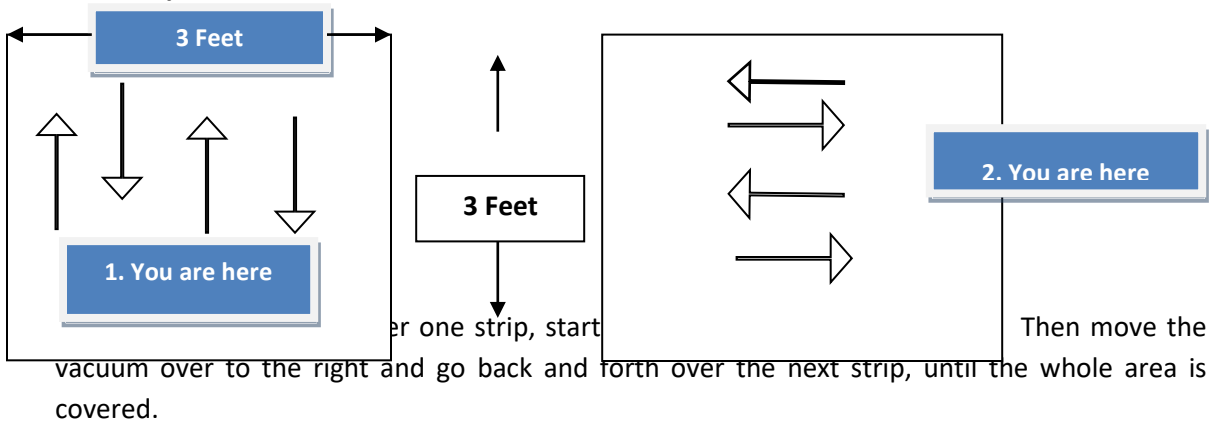 3 Feet
3 Feet
2. You are here
1. You are here
one strip, start Then move the
vacuum over to the right and go back and forth over the next strip, until the whole area is
covered.